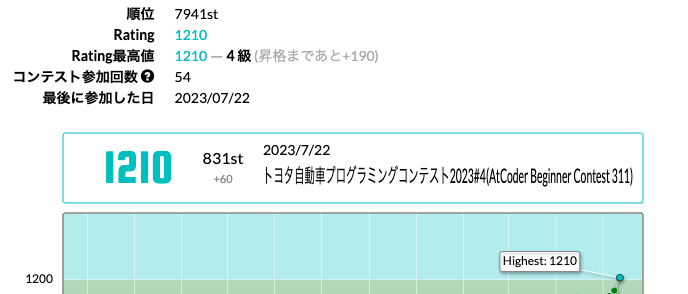 順位 7941st
Rating 1210
Rating最高値 1210 ― 4 級 (昇格まであと+190)
コンテスト参加回数 ? 54
最後に参加した日 2023/07/22
2023/7/22
1210 831st
トヨタ自動車プログラミングコンテスト2023#4(AtCoder Beginner Contest 311)
+60
Highest: 1210
1200